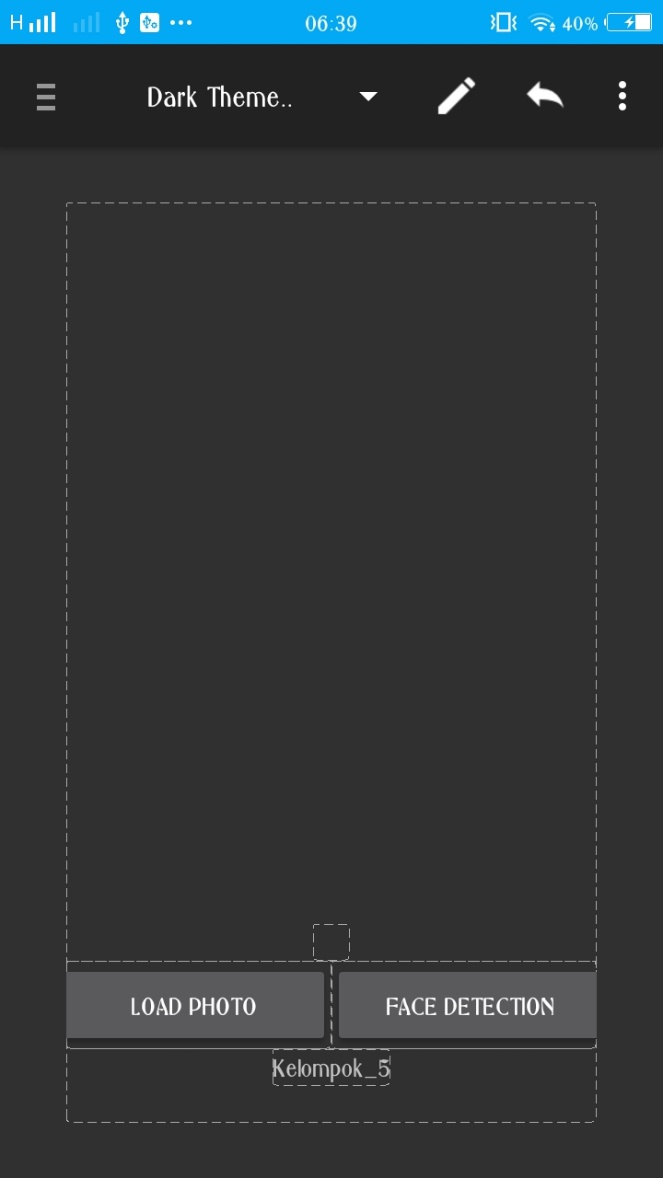 H 06:39 40%
Dark Theme..
LOAD PHOTO FACE DETECTION
Kelompok_5